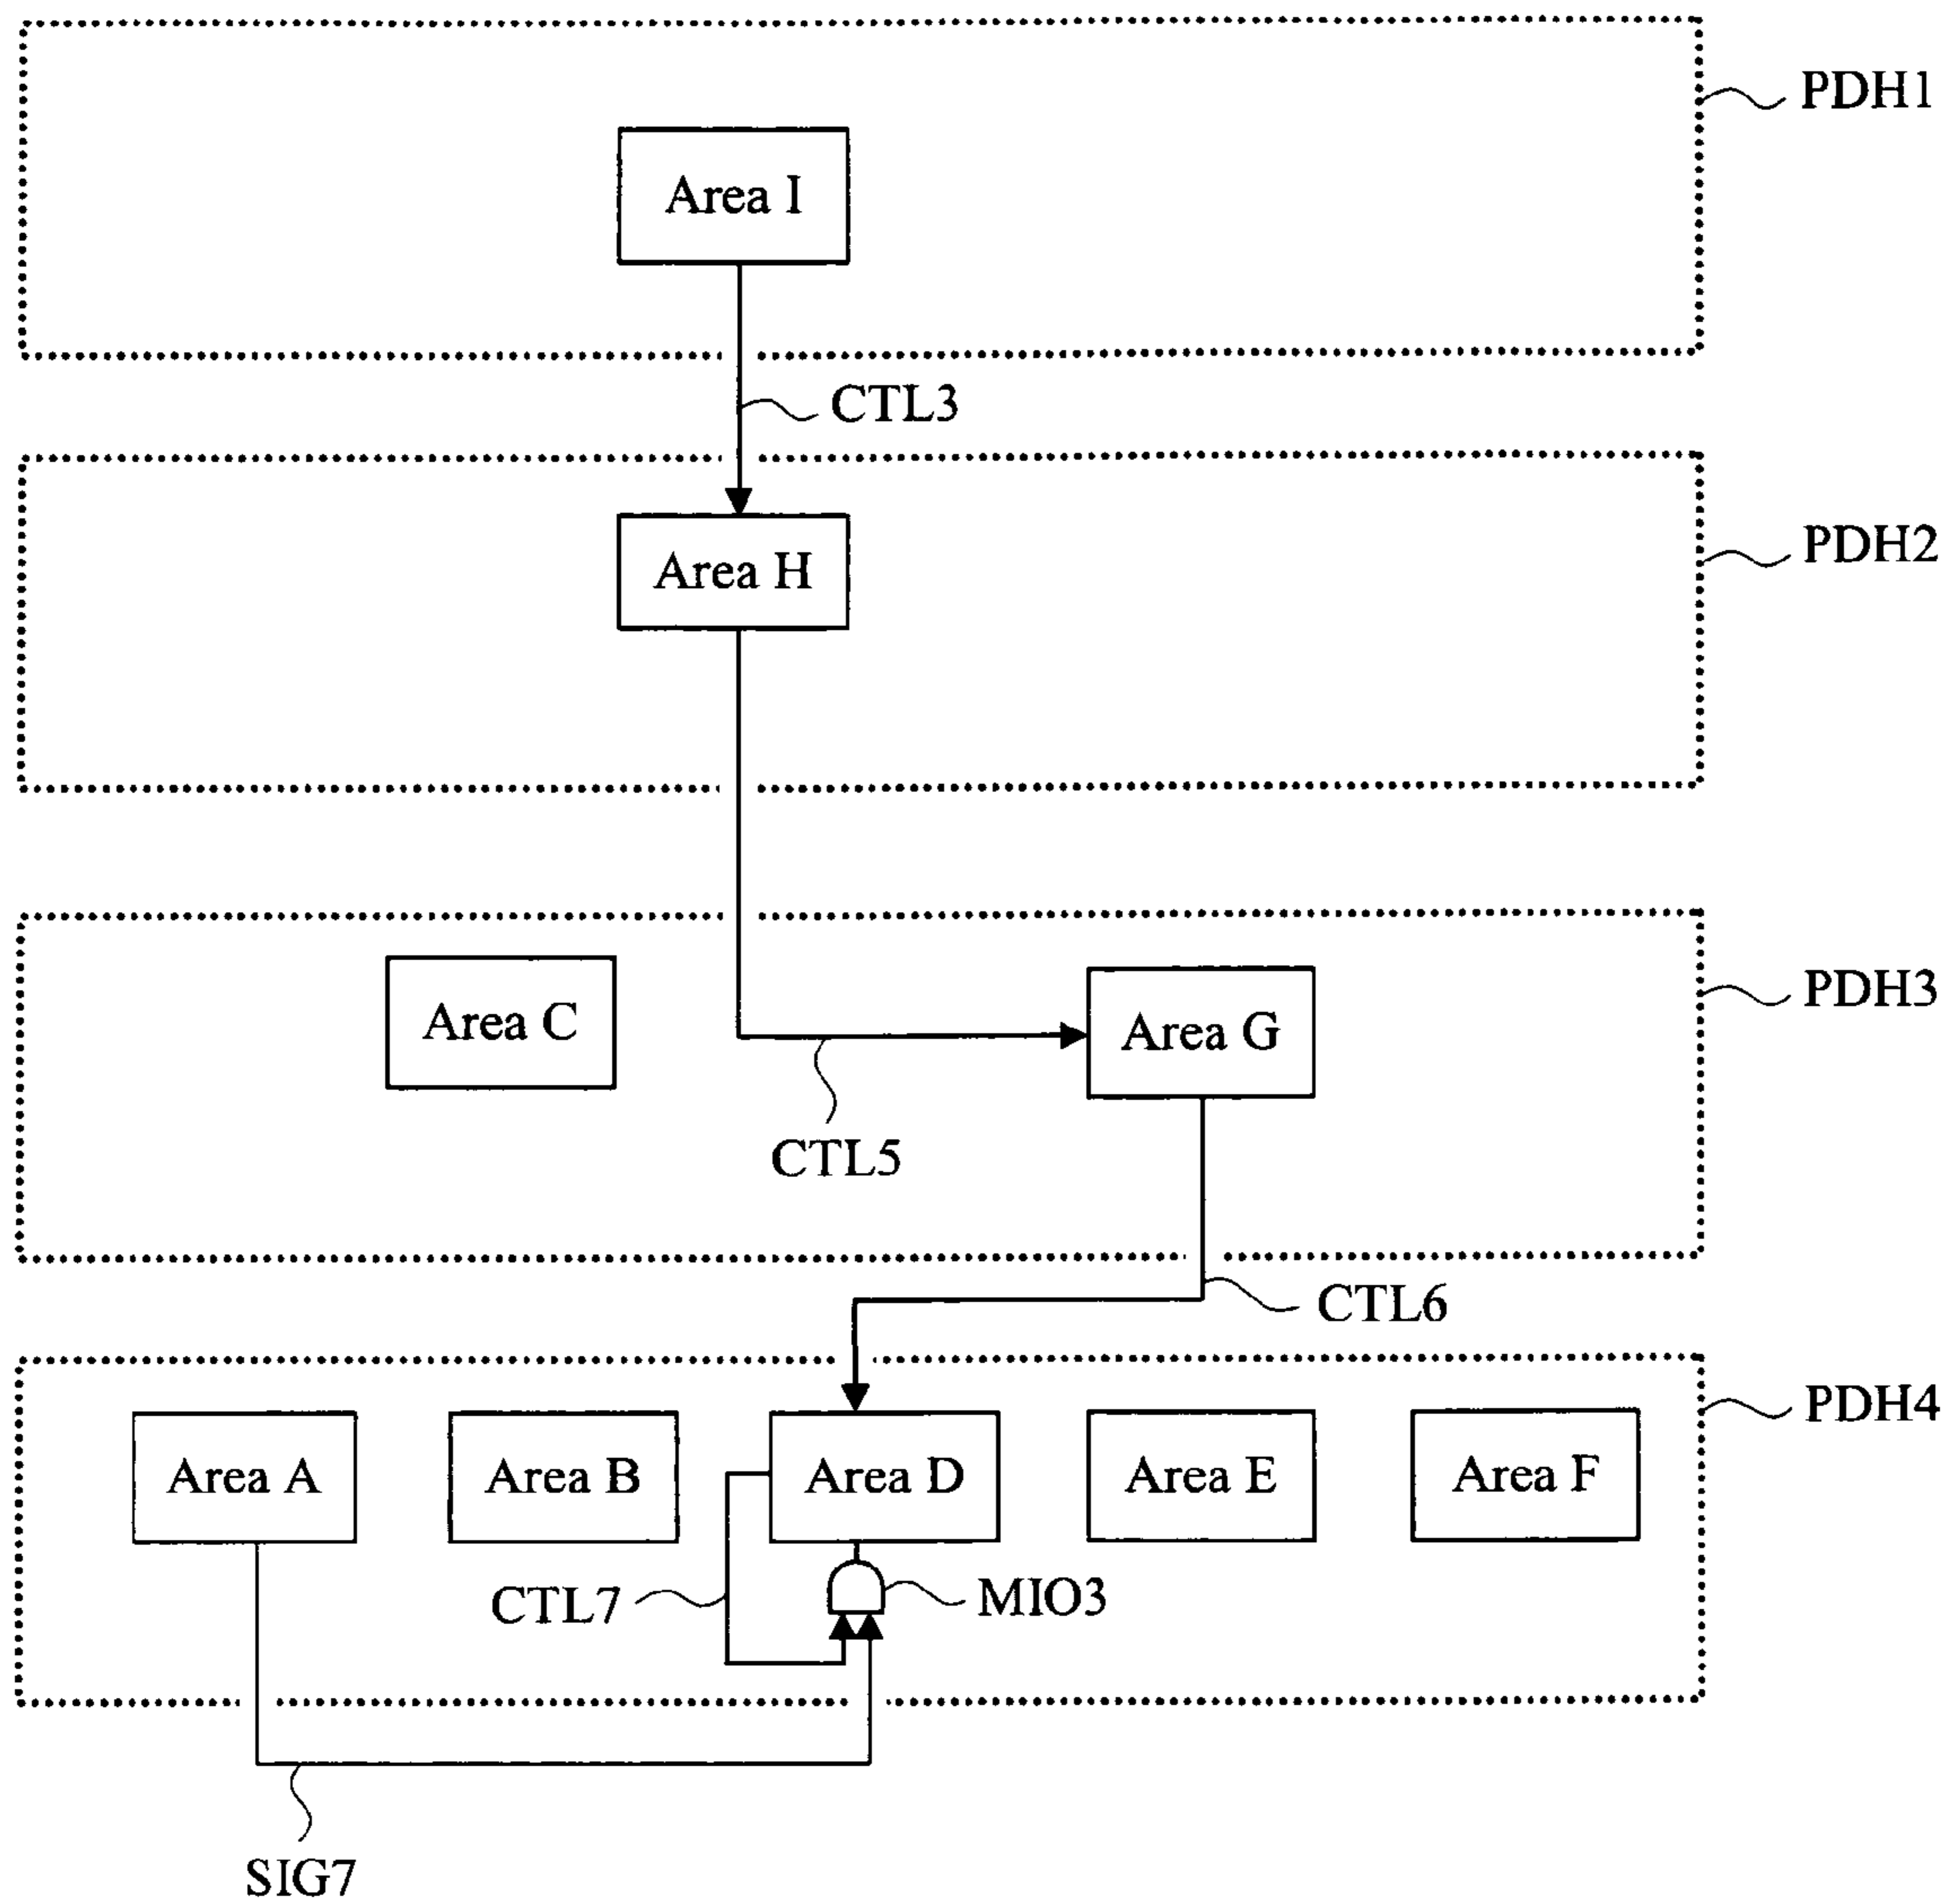 PDH1
Area I
CTL3
PDH2
Area H
PDH3
Area C
Area G
CTL5
CTL6
PDH4
Area A
Area B
Area D
Area E
Area F
CTL7
MIO3
SIG7